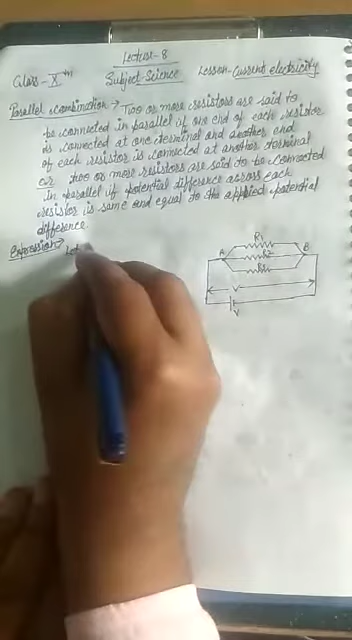 Lecture-8
Class-Xth Subject Science Lesson-Current electricity
Parallel combination → Two or more resistors are said to
be connected in parallel if one end of each resistor
is connected at one terminal and another end
of each resistor is connected at another terminal
or two or more resistors are said to be connected
in parallel if potential difference across each
resistor is same and equal to the applied potential
difference.
Expression→
Let
R1
A R2 B
R3
V
V